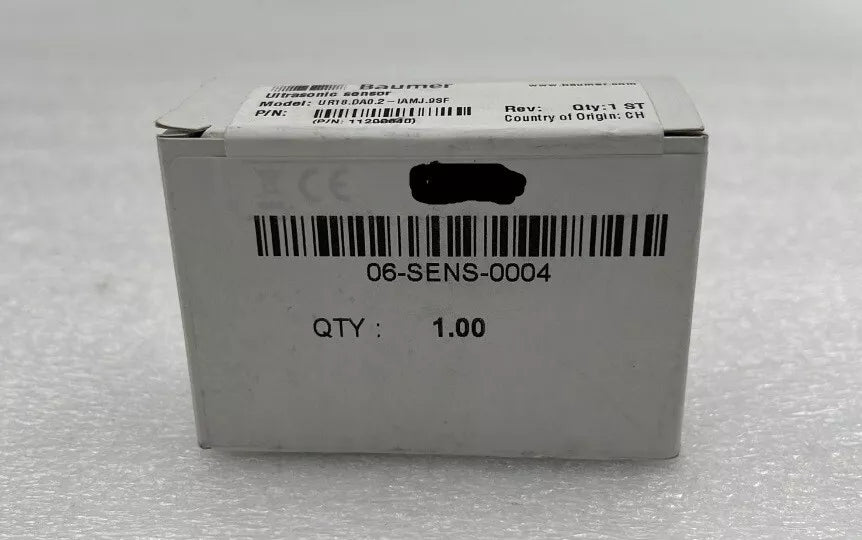 Baumer
www.baumer.com
Ultrasonic sensor
Model: UR18.DA0.2-IAMJ.9SF
Rev: Qty:1 ST
P/N:
Country of Origin: CH
(P/N: 11200640)
CE
06-SENS-0004
QTY : 1.00